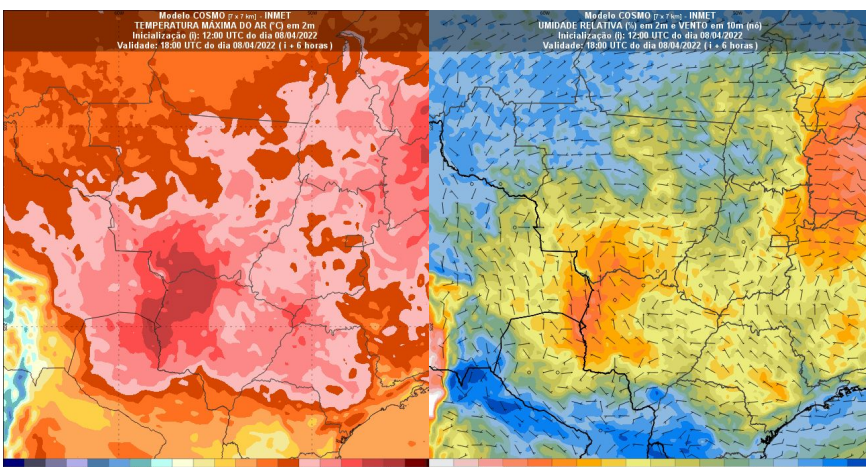 Modelo COSMO [7 x 7 km] - INMET
TEMPERATURA MÁXIMA DO AR (°C) em 2m
Inicialização (i): 12:00 UTC do dia 08/04/2022
Validade: 18:00 UTC do dia 08/04/2022 ( i + 6 horas )
Modelo COSMO [7 x 7 km] - INMET
UMIDADE RELATIVA (%) em 2m e VENTO em 10m (nó)
Inicialização (i): 12:00 UTC do dia 08/04/2022
Validade: 18:00 UTC do dia 08/04/2022 ( i + 6 horas )